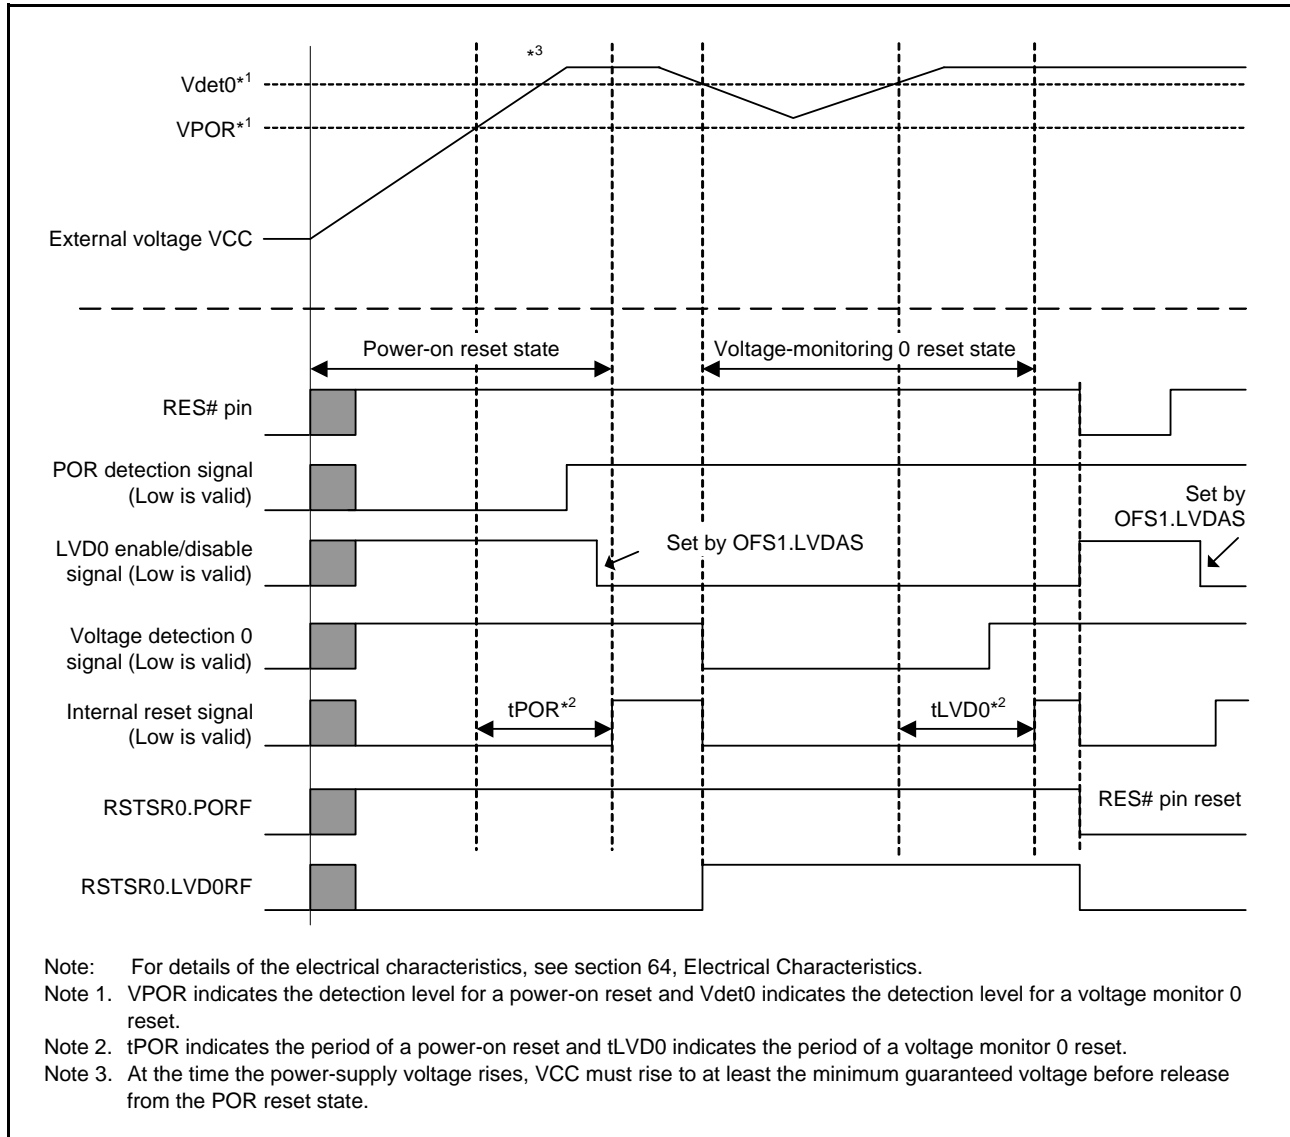 *3
Vdet0*1
VPOR*1
External voltage VCC
Power-on reset state
Voltage-monitoring 0 reset state
RES# pin
POR detection signal
(Low is valid)
Set by
OFS1.LVDAS
LVD0 enable/disable
signal (Low is valid)
Set by OFS1.LVDAS
Voltage detection 0
signal (Low is valid)
Internal reset signal
(Low is valid)
tPOR*2
tLVD0*2
RSTSR0.PORF
RES# pin reset
RSTSR0.LVD0RF
Note: For details of the electrical characteristics, see section 64, Electrical Characteristics.
Note 1. VPOR indicates the detection level for a power-on reset and Vdet0 indicates the detection level for a voltage monitor 0
reset.
Note 2. tPOR indicates the period of a power-on reset and tLVD0 indicates the period of a voltage monitor 0 reset.
Note 3. At the time the power-supply voltage rises, VCC must rise to at least the minimum guaranteed voltage before release
from the POR reset state.